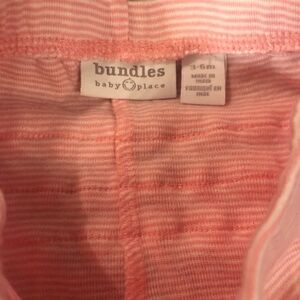 bundles
baby place
3-6m
MADE IN
INDIA
FABRIQUÉ EN
INDE